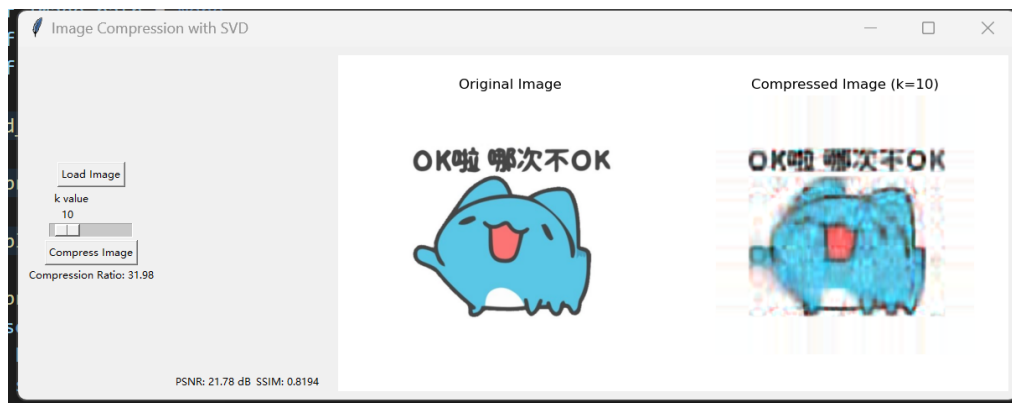 Image Compression with SVD
Original Image
Compressed Image (k=10)
OK啦 哪次不OK
OK啦 哪次不OK
Load Image
k value
10
Compress Image
Compression Ratio: 31.98
PSNR: 21.78 dB SSIM: 0.8194